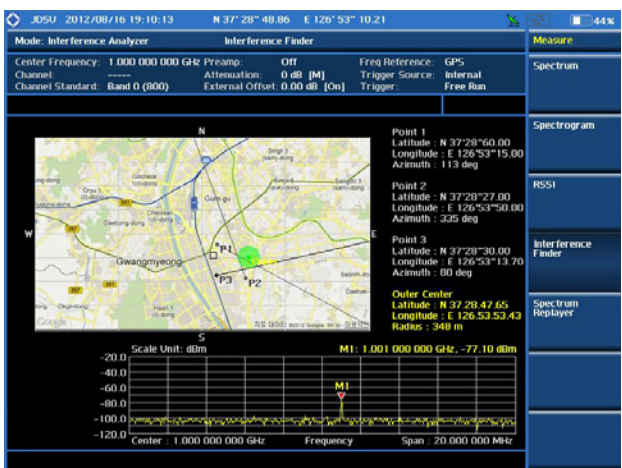 JDSU 2012/08/16 19:10:13 N 37° 28" 48.86 E 126° 53" 10.21 44%
Mode: Interference Analyzer Interference Finder Measure
Center Frequency: 1.000 000 000 GHz Preamp: Off Freq Reference: GPS
Channel: ----- Attenuation: 0 dB [M] Trigger Source: Internal
Channel Standard: Band 0 (800) External Offset: 0.00 dB [On] Trigger: Free Run
Spectrum
Spectrogram
RSSI
Interference
Finder
Spectrum
Replayer
N
W
E
S
Guro-gu
Gwangmyeong
P1
P2
P3
Google
Point 1
Latitude : N 37°28"60.00
Longitude : E 126°53"15.00
Azimuth : 113 deg
Point 2
Latitude : N 37°28"27.00
Longitude : E 126°53"50.00
Azimuth : 335 deg
Point 3
Latitude : N 37°28"30.00
Longitude : E 126°53"13.70
Azimuth : 80 deg
Outer Center
Latitude : N 37.28.47.65
Longitude : E 126.53.53.43
Radius : 348 m
Scale Unit: dBm M1: 1.001 000 000 GHz, -77.10 dBm
-20.0
-40.0
-60.0
-80.0
-100.0
-120.0
M1
Center : 1.000 000 000 GHz Frequency Span : 20.000 000 MHz